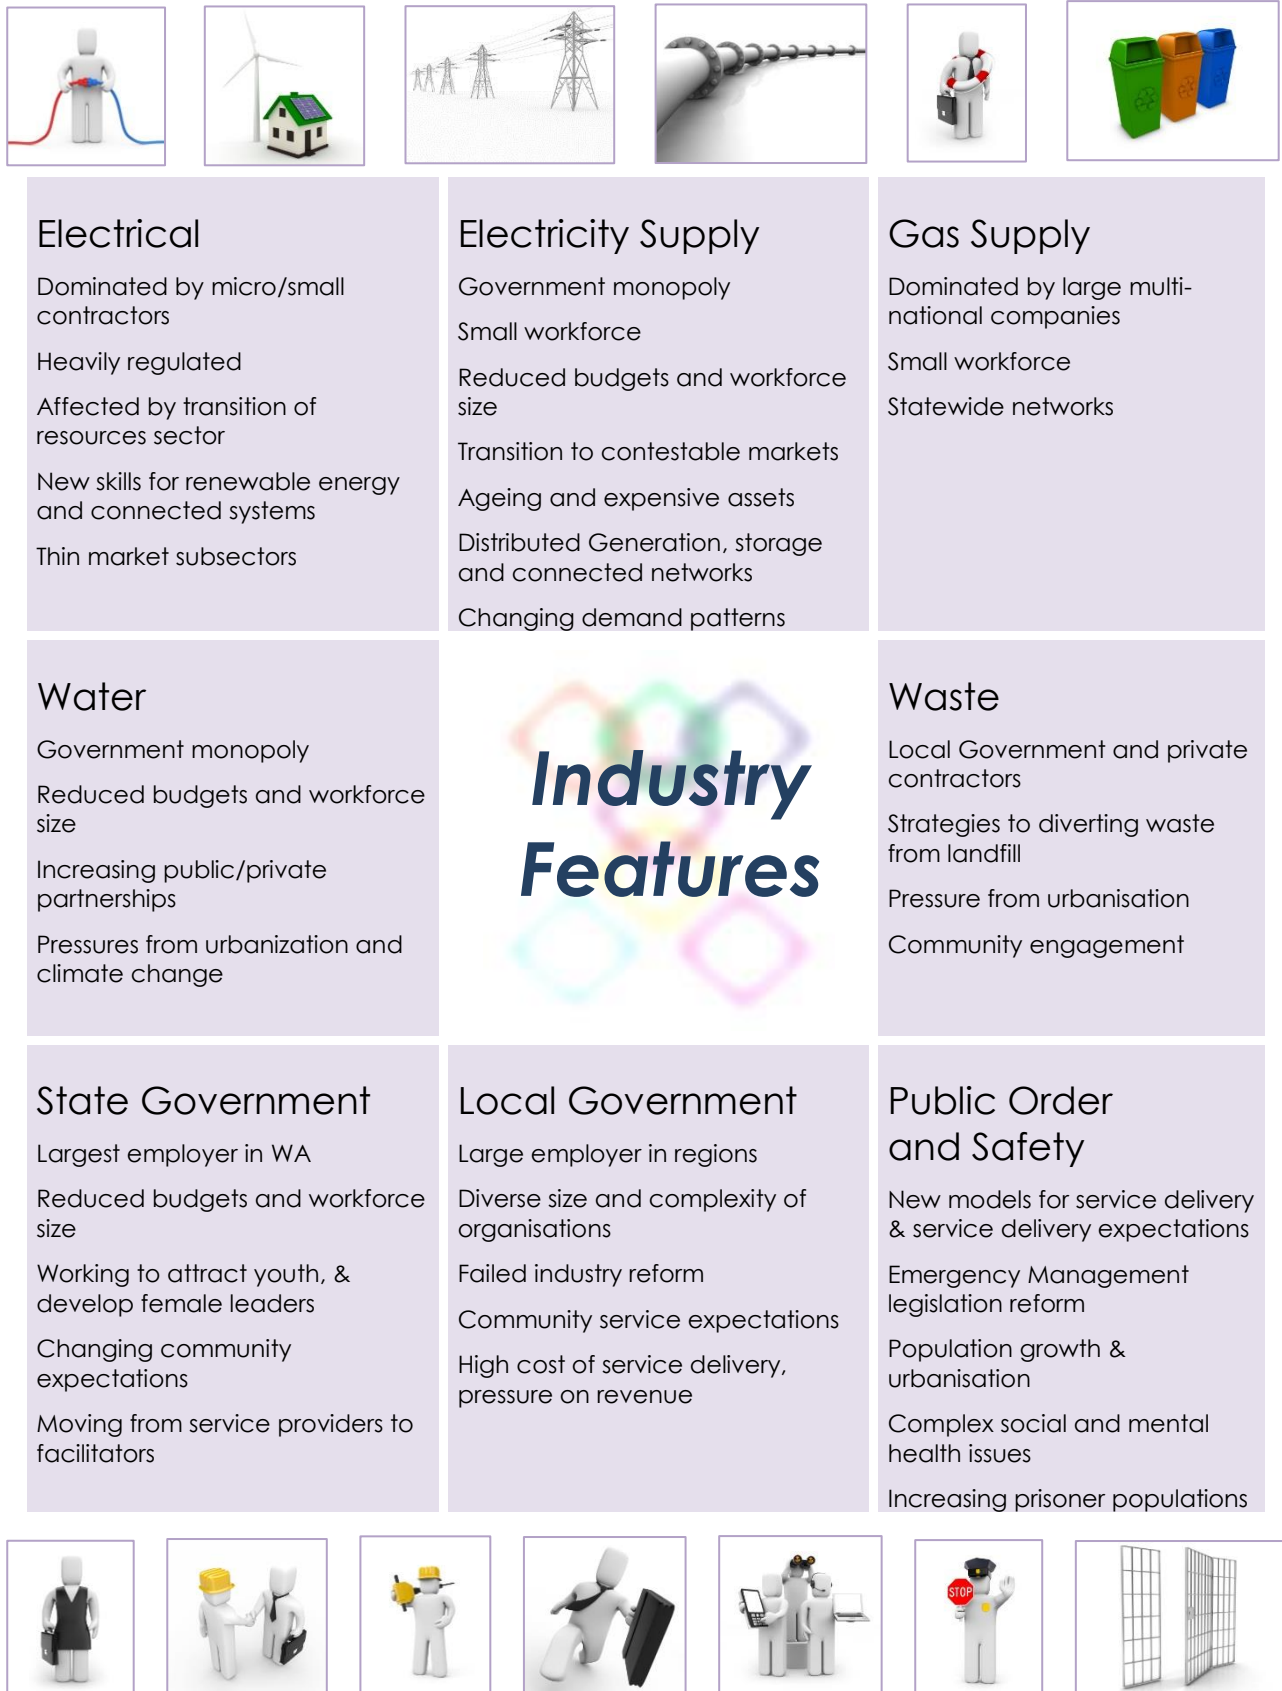 Electrical
Dominated by micro/small
contractors
Heavily regulated
Affected by transition of
resources sector
New skills for renewable energy
and connected systems
Thin market subsectors
Electricity Supply
Government monopoly
Small workforce
Reduced budgets and workforce
size
Transition to contestable markets
Ageing and expensive assets
Distributed Generation, storage
and connected networks
Changing demand patterns
Gas Supply
Dominated by large multi-
national companies
Small workforce
Statewide networks
Water
Government monopoly
Reduced budgets and workforce
size
Increasing public/private
partnerships
Pressures from urbanization and
climate change
Industry
Features
Waste
Local Government and private
contractors
Strategies to diverting waste
from landfill
Pressure from urbanisation
Community engagement
State Government
Largest employer in WA
Reduced budgets and workforce
size
Working to attract youth, &
develop female leaders
Changing community
expectations
Moving from service providers to
facilitators
Local Government
Large employer in regions
Diverse size and complexity of
organisations
Failed industry reform
Community service expectations
High cost of service delivery,
pressure on revenue
Public Order
and Safety
New models for service delivery
& service delivery expectations
Emergency Management
legislation reform
Population growth &
urbanisation
Complex social and mental
health issues
Increasing prisoner populations
STOP